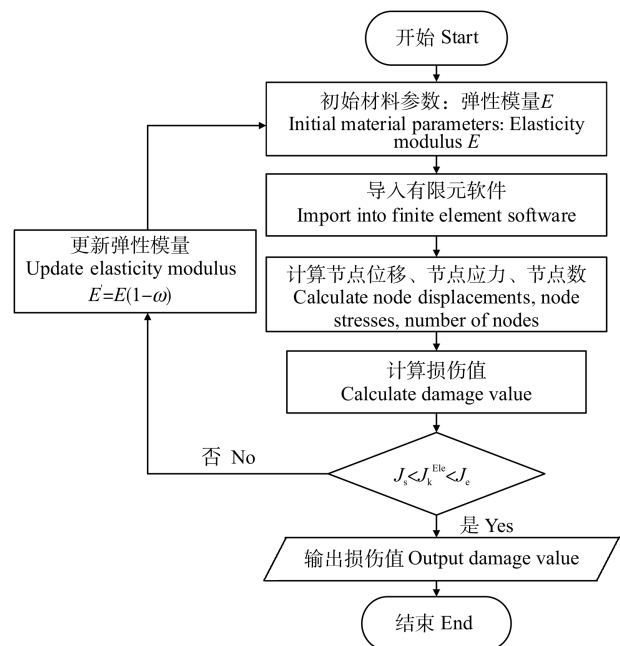 开始 Start
初始材料参数：弹性模量E
Initial material parameters: Elasticity
modulus E
导入有限元软件
Import into finite element software
更新弹性模量
Update elasticity modulus
E'=E(1−ω)
计算节点位移、节点应力、节点数
Calculate node displacements, node
stresses, number of nodes
计算损伤值
Calculate damage value
否 No
Js<Jk^Ele<Je
是 Yes
输出损伤值 Output damage value
结束 End